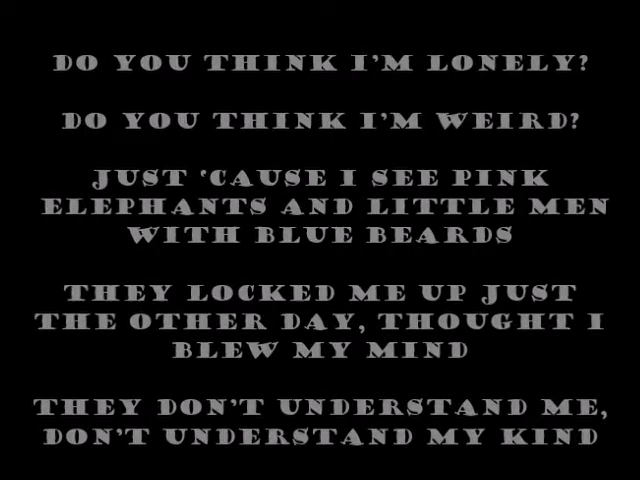 DO YOU THINK I'M LONELY?
DO YOU THINK I'M WEIRD?
JUST 'CAUSE I SEE PINK
ELEPHANTS AND LITTLE MEN
WITH BLUE BEARDS
THEY LOCKED ME UP JUST
THE OTHER DAY, THOUGHT I
BLEW MY MIND
THEY DON'T UNDERSTAND ME,
DON'T UNDERSTAND MY KIND